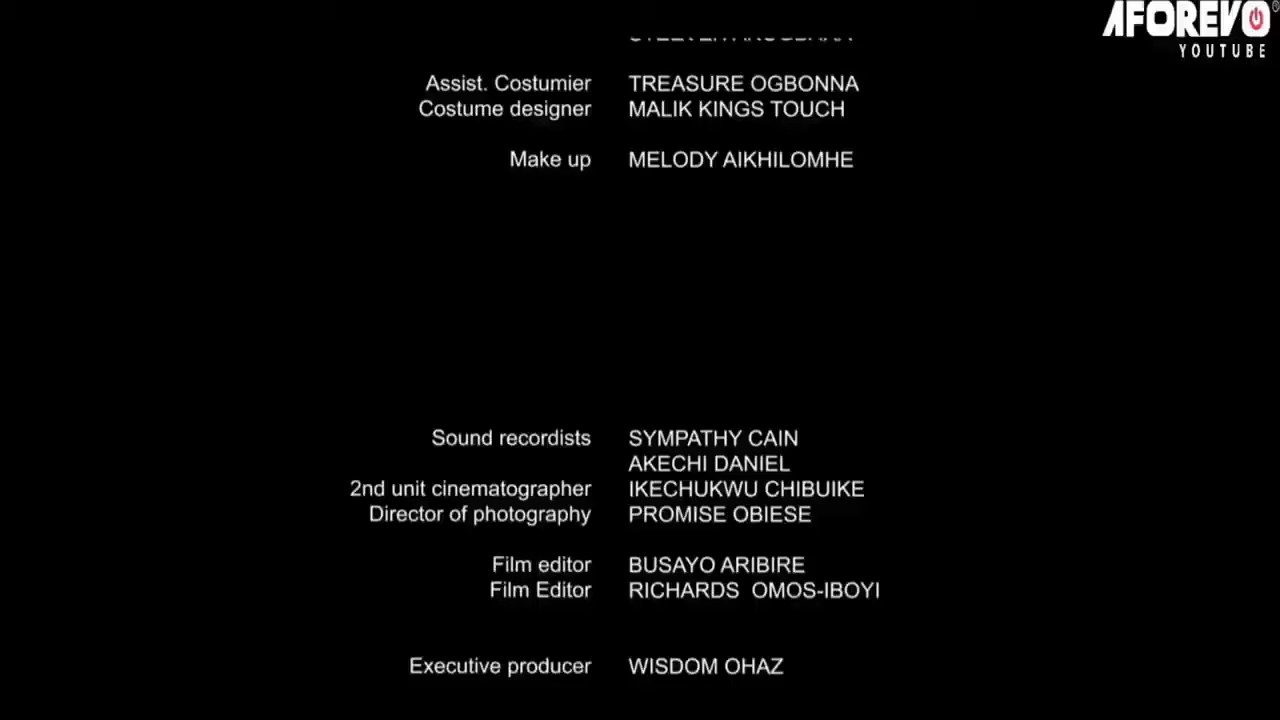 AFOREVO
YOUTUBE
Assist. Costumier TREASURE OGBONNA
Costume designer MALIK KINGS TOUCH
Make up MELODY AIKHILOMHE
Sound recordists SYMPATHY CAIN
AKECHI DANIEL
2nd unit cinematographer IKECHUKWU CHIBUIKE
Director of photography PROMISE OBIESE
Film editor BUSAYO ARIBIRE
Film Editor RICHARDS OMOS-IBOYI
Executive producer WISDOM OHAZ